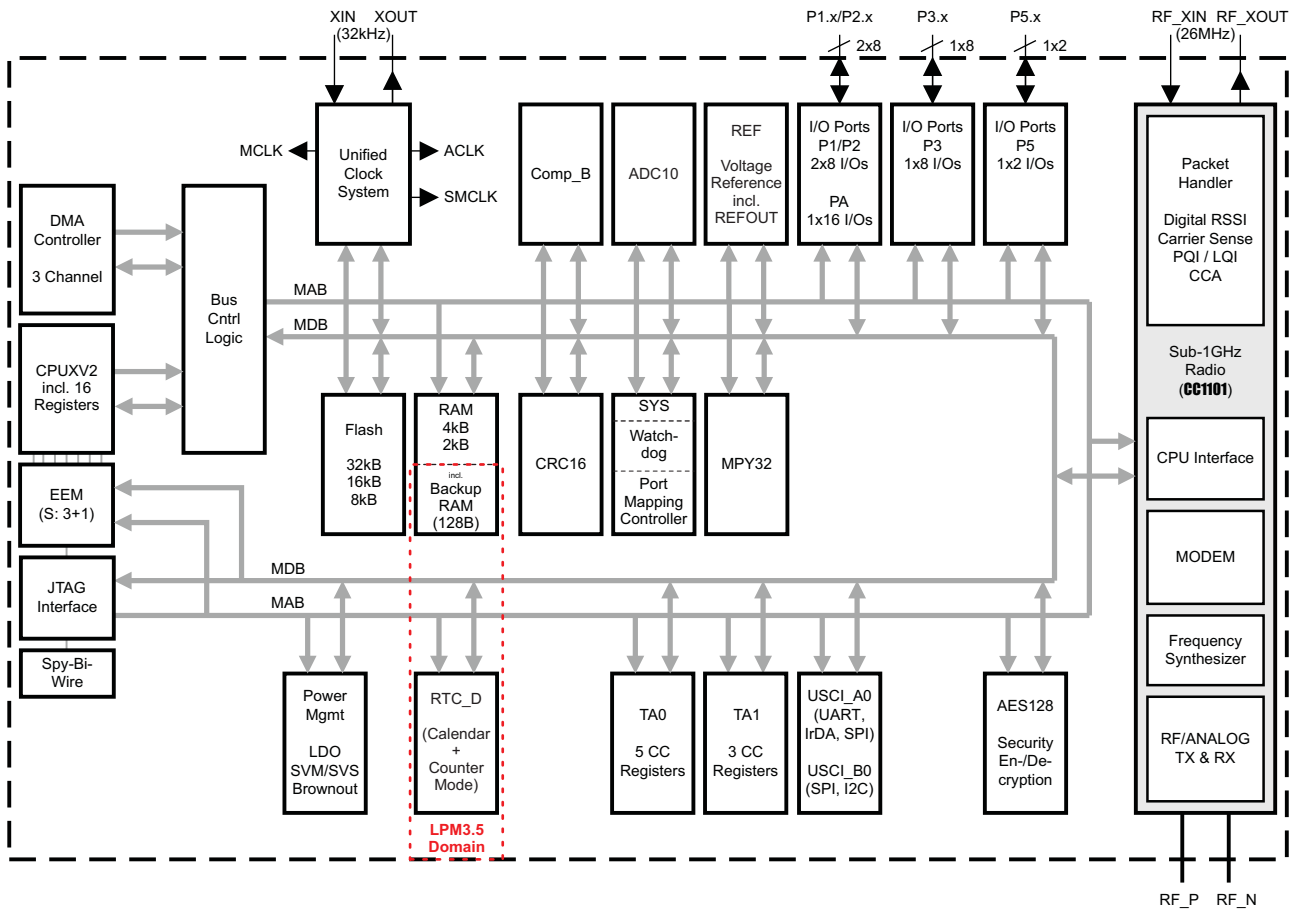 XIN XOUT
(32kHz)
P1.x/P2.x
2x8
P3.x
1x8
P5.x
1x2
RF_XIN RF_XOUT
(26MHz)
MCLK
Unified
Clock
System
ACLK
SMCLK
Comp_B
ADC10
REF
Voltage
Reference
incl.
REFOUT
I/O Ports
P1/P2
2x8 I/Os
PA
1x16 I/Os
I/O Ports
P3
1x8 I/Os
I/O Ports
P5
1x2 I/Os
Packet
Handler
Digital RSSI
Carrier Sense
PQI / LQI
CCA
DMA
Controller
3 Channel
Bus
Cntrl
Logic
MAB
MDB
CPUXV2
incl. 16
Registers
Sub-1GHz
Radio
(CC1101)
Flash
32kB
16kB
8kB
RAM
4kB
2kB
incl.
Backup
RAM
(128B)
CRC16
SYS
Watch-
dog
Port
Mapping
Controller
MPY32
CPU Interface
EEM
(S: 3+1)
MODEM
JTAG
Interface
MDB
MAB
Spy-Bi-
Wire
Frequency
Synthesizer
Power
Mgmt
LDO
SVM/SVS
Brownout
RTC_D
(Calendar
+
Counter
Mode)
LPM3.5
Domain
TA0
5 CC
Registers
TA1
3 CC
Registers
USCI_A0
(UART,
IrDA, SPI)
USCI_B0
(SPI, I2C)
AES128
Security
En-/De-
cryption
RF/ANALOG
TX & RX
RF_P RF_N